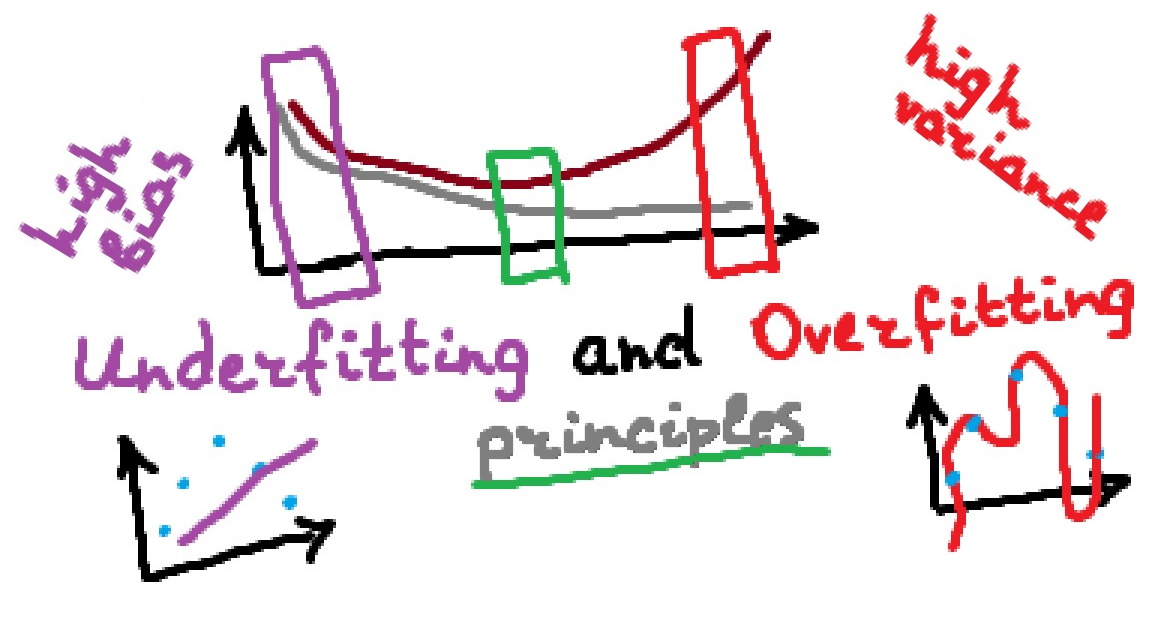 high
bias
high
variance
Underfitting and Overfitting
principles